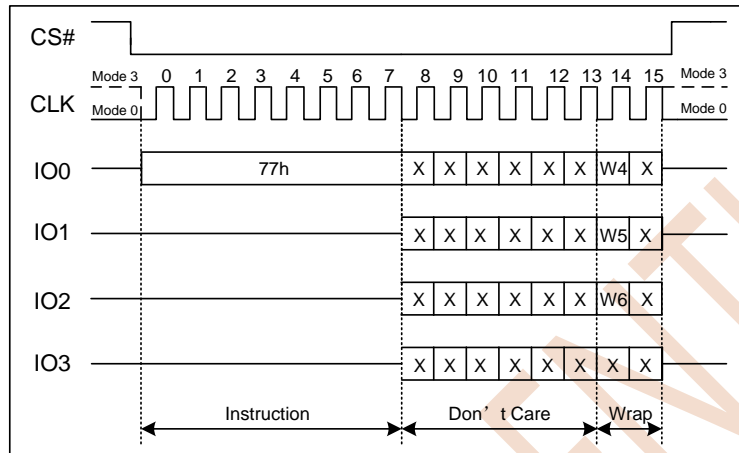 CS#
Mode 3 0 1 2 3 4 5 6 7 8 9 10 11 12 13 14 15 Mode 3
CLK
Mode 0 Mode 0
IO0 77h X X X X X X W4 X
IO1 X X X X X X W5 X
IO2 X X X X X X W6 X
IO3 X X X X X X X X
Instruction Don’t Care Wrap